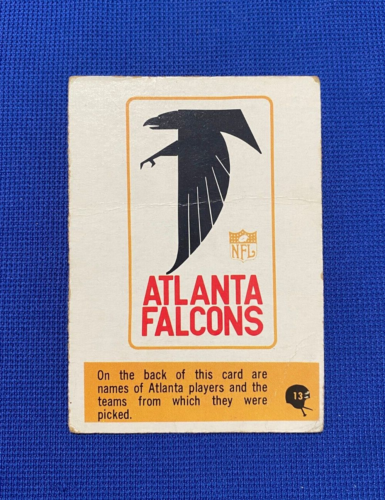 NFL
ATLANTA
FALCONS
On the back of this card are
names of Atlanta players and the
teams from which they were
picked.
13